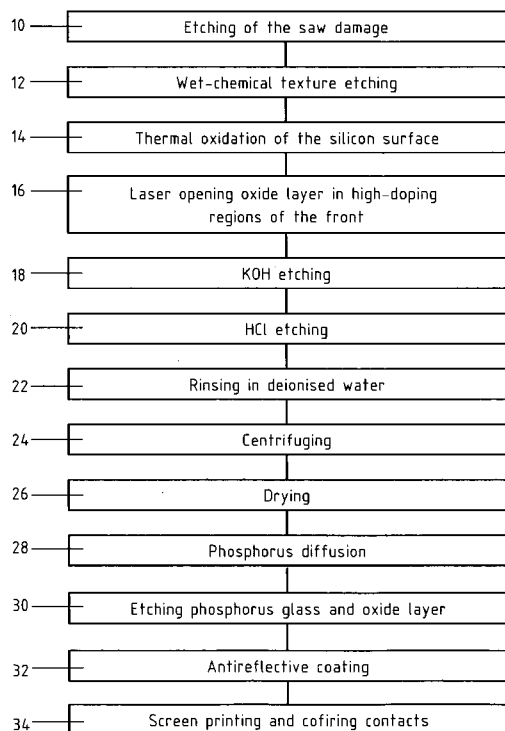 10 Etching of the saw damage
12 Wet-chemical texture etching
14 Thermal oxidation of the silicon surface
16 Laser opening oxide layer in high-doping
regions of the front
18 KOH etching
20 HCl etching
22 Rinsing in deionised water
24 Centrifuging
26 Drying
28 Phosphorus diffusion
30 Etching phosphorus glass and oxide layer
32 Antireflective coating
34 Screen printing and cofiring contacts